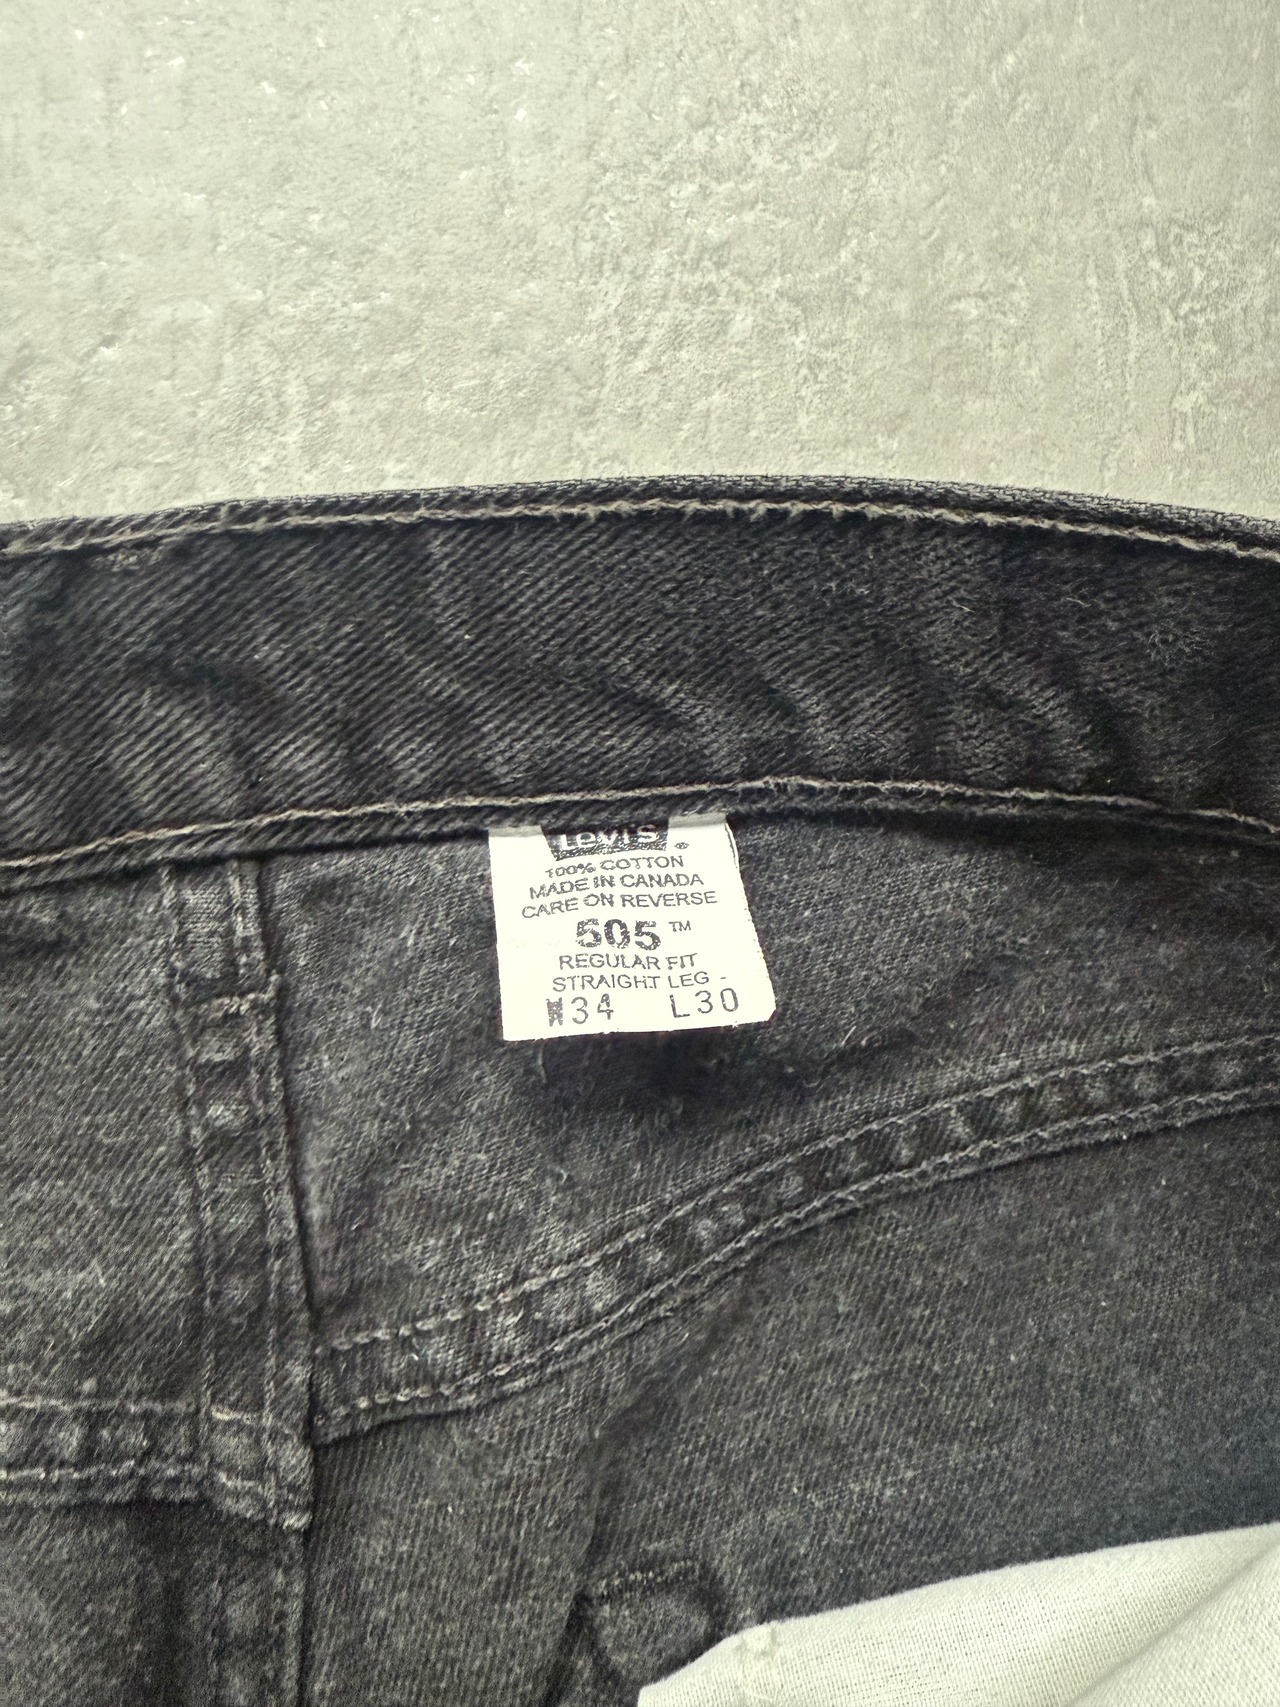 Levi's ®
100% COTTON
MADE IN CANADA
CARE ON REVERSE
505™
REGULAR FIT
STRAIGHT LEG -
W34 L30